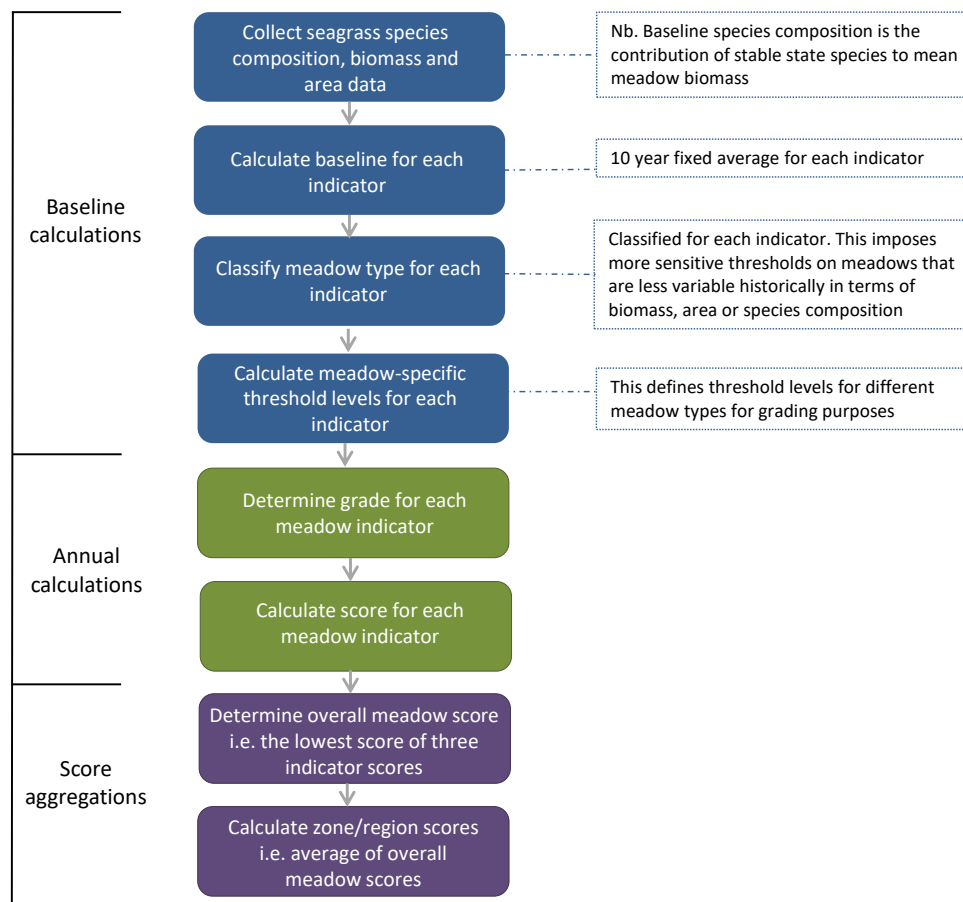 Collect seagrass species
composition, biomass and
area data
Nb. Baseline species composition is the
contribution of stable state species to mean
meadow biomass
Calculate baseline for each
indicator
10 year fixed average for each indicator
Baseline
calculations
Classify meadow type for each
indicator
Classified for each indicator. This imposes
more sensitive thresholds on meadows that
are less variable historically in terms of
biomass, area or species composition
Calculate meadow-specific
threshold levels for each
indicator
This defines threshold levels for different
meadow types for grading purposes
Annual
calculations
Determine grade for each
meadow indicator
Calculate score for each
meadow indicator
Score
aggregations
Determine overall meadow score
i.e. the lowest score of three
indicator scores
Calculate zone/region scores
i.e. average of overall
meadow scores